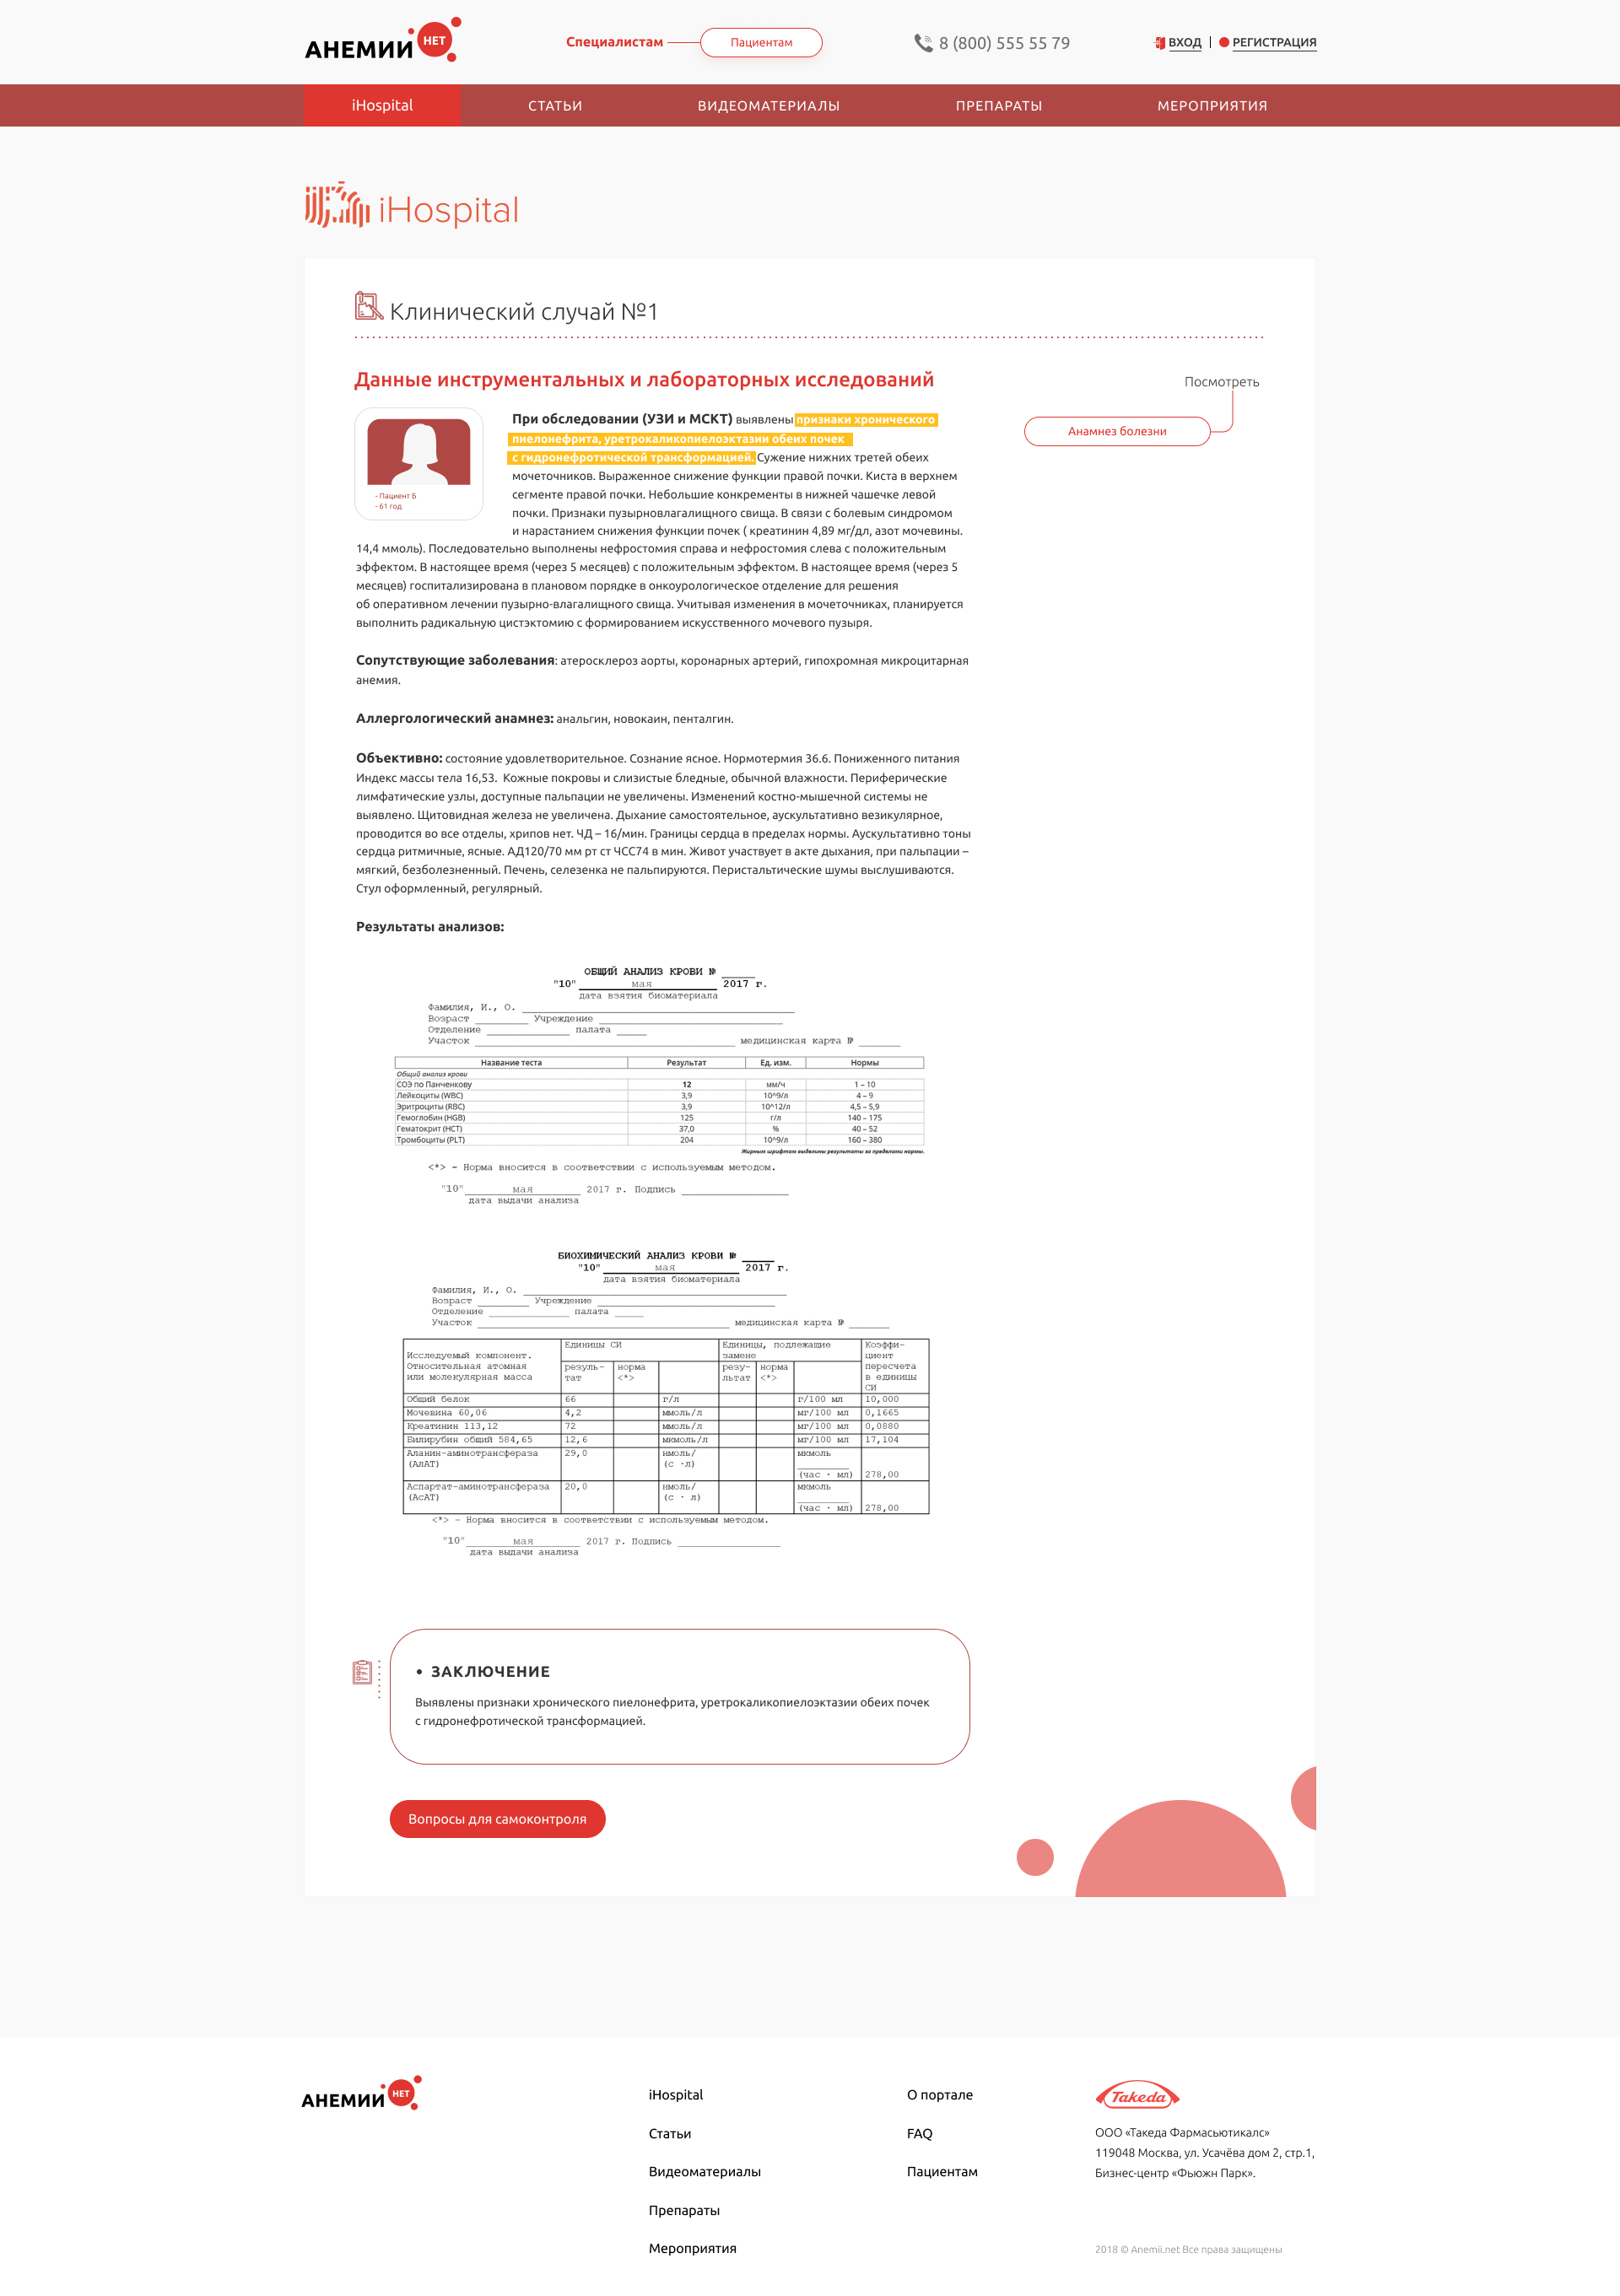 АНЕМИИ НЕТ
Специалистам
Пациентам
8 (800) 555 55 79
ВХОД
РЕГИСТРАЦИЯ
iHospital
СТАТЬИ
ВИДЕОМАТЕРИАЛЫ
ПРЕПАРАТЫ
МЕРОПРИЯТИЯ
iHospital
Клинический случай №1
Данные инструментальных и лабораторных исследований
Посмотреть
Анамнез болезни
- Пациент Б
- 61 год
При обследовании (УЗИ и МСКТ) выявлены признаки хронического
пиелонефрита, уретрокаликопиелоэктазии обеих почек
с гидронефротической трансформацией. Сужение нижних третей обеих
мочеточников. Выраженное снижение функции правой почки. Киста в верхнем
сегменте правой почки. Небольшие конкременты в нижней чашечке левой
почки. Признаки пузырновлагалищного свища. В связи с болевым синдромом
и нарастанием снижения функции почек ( креатинин 4,89 мг/дл, азот мочевины.
14,4 ммоль). Последовательно выполнены нефростомия справа и нефростомия слева с положительным
эффектом. В настоящее время (через 5 месяцев) с положительным эффектом. В настоящее время (через 5
месяцев) госпитализирована в плановом порядке в онкоурологическое отделение для решения
об оперативном лечении пузырно-влагалищного свища. Учитывая изменения в мочеточниках, планируется
выполнить радикальную цистэктомию с формированием искусственного мочевого пузыря.
Сопутствующие заболевания: атеросклероз аорты, коронарных артерий, гипохромная микроцитарная
анемия.
Аллергологический анамнез: анальгин, новокаин, пенталгин.
Объективно: состояние удовлетворительное. Сознание ясное. Нормотермия 36.6. Пониженного питания
Индекс массы тела 16,53. Кожные покровы и слизистые бледные, обычной влажности. Периферические
лимфатические узлы, доступные пальпации не увеличены. Изменений костно-мышечной системы не
выявлено. Щитовидная железа не увеличена. Дыхание самостоятельное, аускультативно везикулярное,
проводится во все отделы, хрипов нет. ЧД – 16/мин. Границы сердца в пределах нормы. Аускультативно тоны
сердца ритмичные, ясные. АД120/70 мм рт ст ЧСС74 в мин. Живот участвует в акте дыхания, при пальпации –
мягкий, безболезненный. Печень, селезенка не пальпируются. Перистальтические шумы выслушиваются.
Стул оформленный, регулярный.
Результаты анализов:
ОБЩИЙ АНАЛИЗ КРОВИ № _____
"10" мая 2017 г.
дата взятия биоматериала
Фамилия, И., О.
Возраст ________ Учреждение
Отделение ________ палата _____
Участок ________ медицинская карта № ______
Название теста Результат Ед. изм. Нормы
Общий анализ крови
СОЭ по Панченкову 12 мм/ч 1 – 10
Лейкоциты (WBC) 3,9 10^9/л 4 – 9
Эритроциты (RBC) 3,9 10^12/л 4,5 – 5,9
Гемоглобин (HGB) 125 г/л 140 – 175
Гематокрит (HCT) 37,0 % 40 – 52
Тромбоциты (PLT) 204 10^9/л 160 – 380
Жирным шрифтом выделены результаты за пределами нормы.
<*> – Норма вносится в соответствии с используемым методом.
"10" мая 2017 г. Подпись
дата выдачи анализа
БИОХИМИЧЕСКИЙ АНАЛИЗ КРОВИ № _____
"10" мая 2017 г.
дата взятия биоматериала
Фамилия, И., О.
Возраст ________ Учреждение
Отделение ________ палата _____
Участок ________ медицинская карта № ______
Исследуемый компонент. Относительная атомная или молекулярная масса
Единицы СИ
Единицы, подлежащие замене
Коэффи-
циент
пересчета
в единицы
СИ
резуль-
тат
норма
<*>
резу-
льтат
норма
<*>
Общий белок 66 г/л г/100 мл 10,000
Мочевина 60,06 4,2 ммоль/л мг/100 мл 0,1665
Креатинин 113,12 72 ммоль/л мг/100 мл 0,0880
Билирубин общий 584,65 12,6 мкмоль/л мг/100 мл 17,104
Аланин-аминотрансфераза 29,0 нмоль/ мкмоль
(АлАТ) (с ·л)
(час · мл) 278,00
Аспартат-аминотрансфераза 20,0 нмоль/ мкмоль
(АсАТ) (с · л)
(час · мл) 278,00
<*> – Норма вносится в соответствии с используемым методом.
"10" мая 2017 г. Подпись
дата выдачи анализа
• ЗАКЛЮЧЕНИЕ
Выявлены признаки хронического пиелонефрита, уретрокаликопиелоэктазии обеих почек
с гидронефротической трансформацией.
Вопросы для самоконтроля
АНЕМИИ НЕТ
iHospital
Статьи
Видеоматериалы
Препараты
Мероприятия
О портале
FAQ
Пациентам
Takeda
ООО «Такеда Фармасьютикалс»
119048 Москва, ул. Усачёва дом 2, стр.1,
Бизнес-центр «Фьюжн Парк».
2018 © Anemii.net Все права защищены